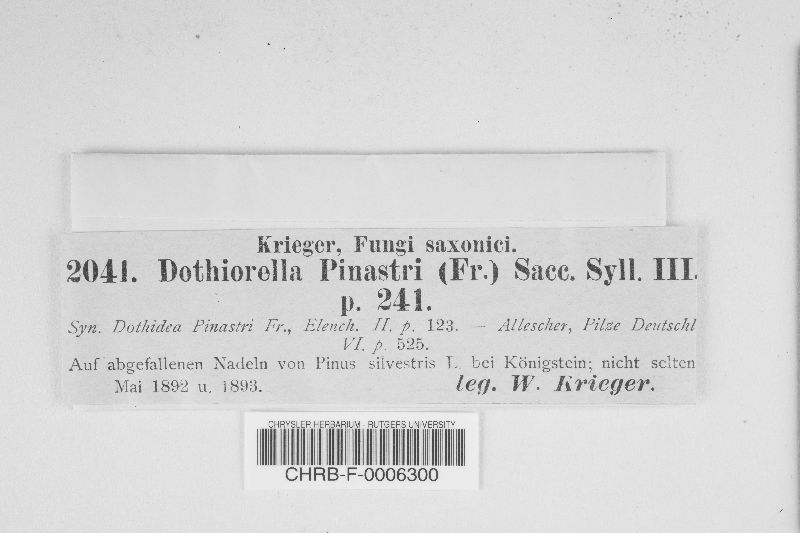 Krieger, Fungi saxonici.
2041. Dothiorella Pinastri (Fr.) Sacc. Syll. III.
p. 241.
Syn. Dothidea Pinastri Fr., Elench. II. p. 123. — Allescher, Pilze Deutschl
VI. p. 525.
Auf abgefallenen Nadeln von Pinus silvestris L. bei Königstein; nicht selten
Mai 1892 u. 1893. leg. W. Krieger.
CHRYSLER HERBARIUM - RUTGERS UNIVERSITY
CHRB-F-0006300